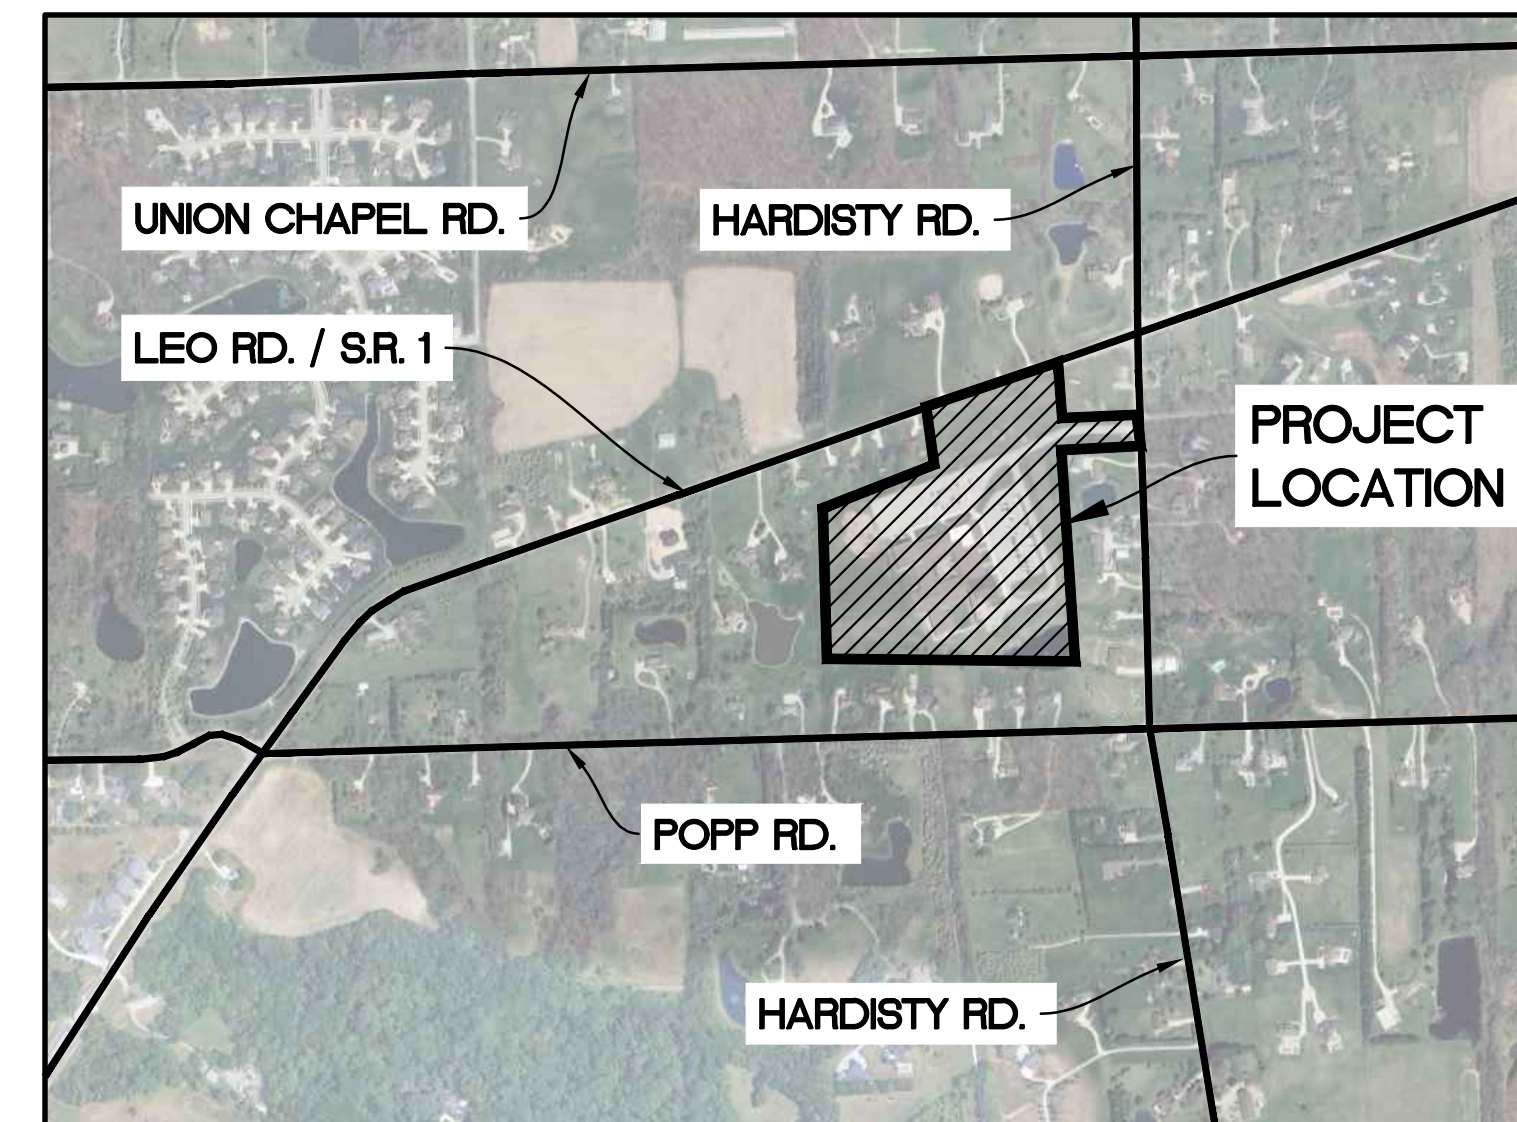 UNION CHAPEL RD.
HARDISTY RD.
LEO RD. / S.R. 1
PROJECT
LOCATION
POPP RD.
HARDISTY RD.